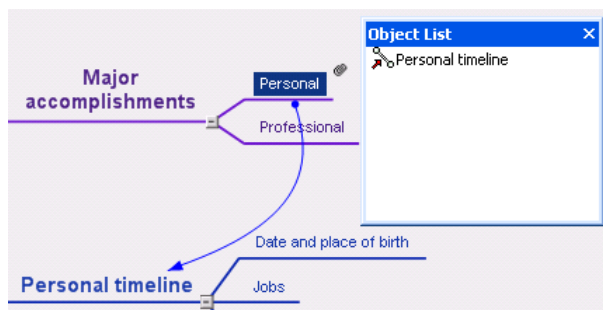 Object List
Personal timeline
Major
accomplishments
Personal
Professional
Date and place of birth
Personal timeline
Jobs